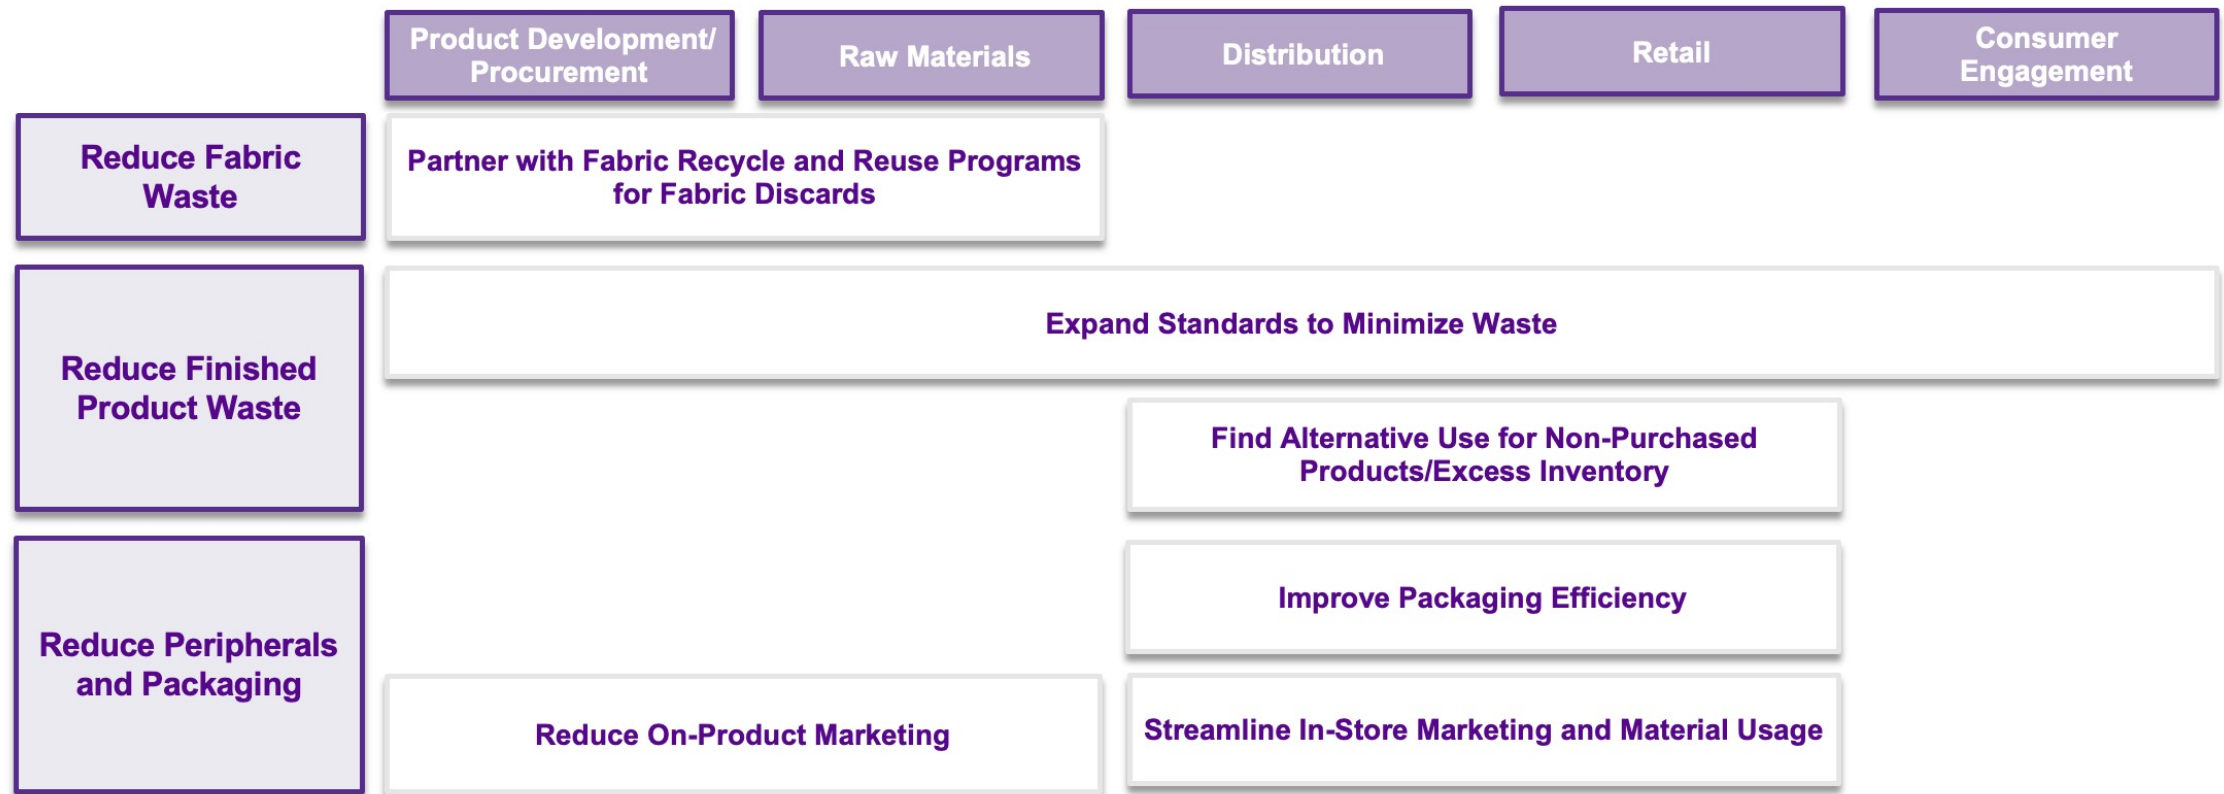 Product Development/
Procurement
Raw Materials
Distribution
Retail
Consumer
Engagement
Reduce Fabric
Waste
Partner with Fabric Recycle and Reuse Programs
for Fabric Discards
Reduce Finished
Product Waste
Expand Standards to Minimize Waste
Find Alternative Use for Non-Purchased
Products/Excess Inventory
Reduce Peripherals
and Packaging
Improve Packaging Efficiency
Reduce On-Product Marketing
Streamline In-Store Marketing and Material Usage